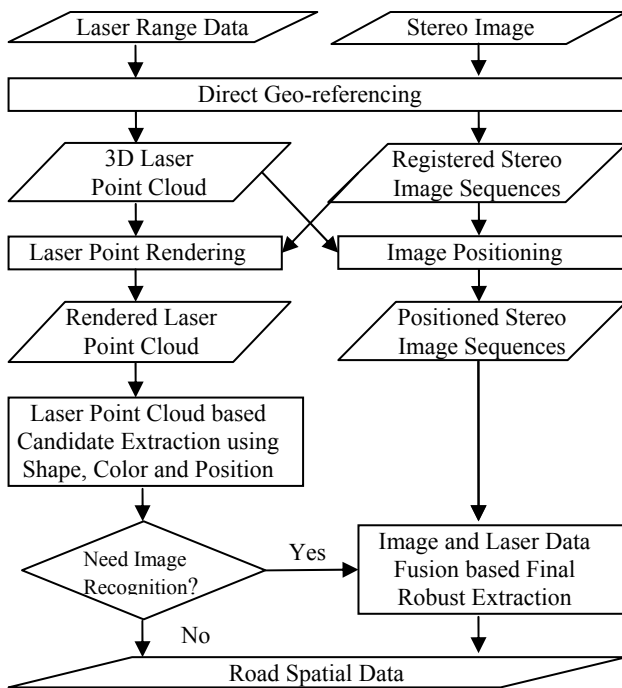 Laser Range Data
Stereo Image
Direct Geo-referencing
3D Laser
Point Cloud
Registered Stereo
Image Sequences
Laser Point Rendering
Image Positioning
Rendered Laser
Point Cloud
Positioned Stereo
Image Sequences
Laser Point Cloud based
Candidate Extraction using
Shape, Color and Position
Need Image
Recognition?
Yes
Image and Laser Data
Fusion based Final
Robust Extraction
No
Road Spatial Data